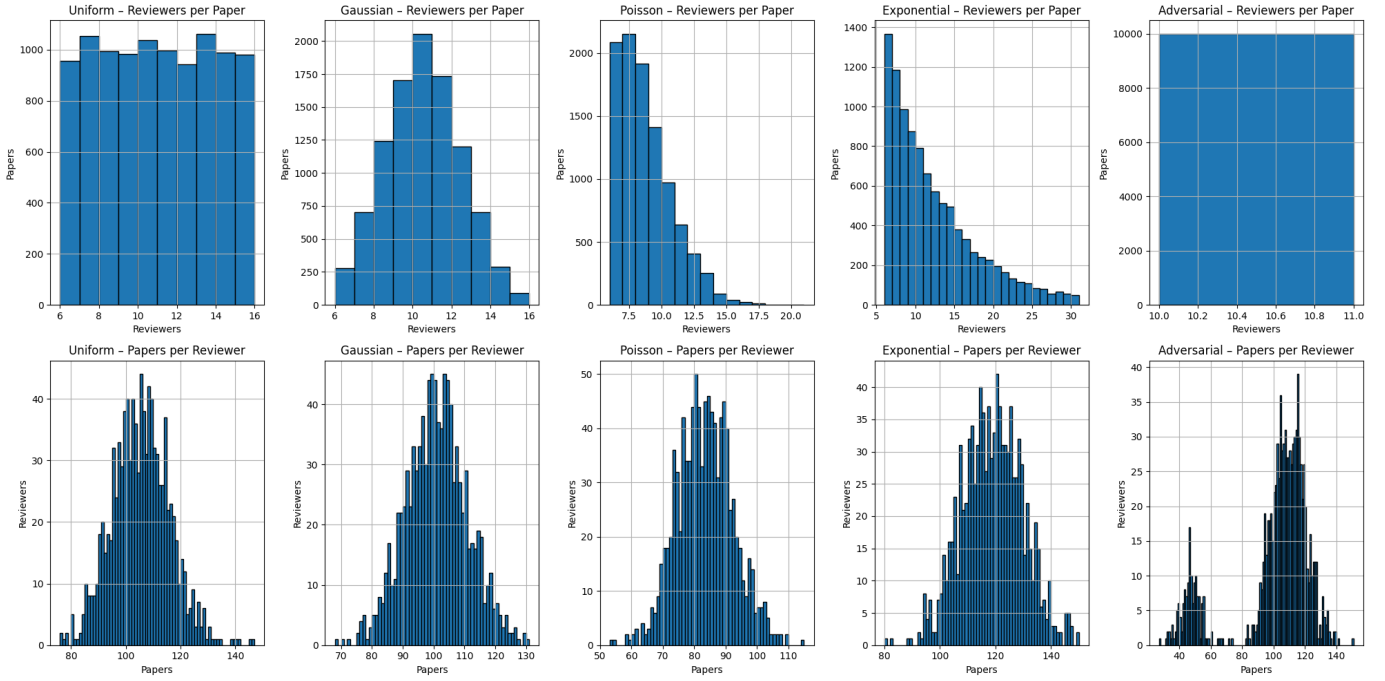 Uniform – Reviewers per Paper
1000
800
600
400
200
0
Papers
6 8 10 12 14 16
Reviewers
Gaussian – Reviewers per Paper
2000
1750
1500
1250
1000
750
500
250
0
Papers
6 8 10 12 14 16
Reviewers
Poisson – Reviewers per Paper
2000
1500
1000
500
0
Papers
7.5 10.0 12.5 15.0 17.5 20.0
Reviewers
Exponential – Reviewers per Paper
1400
1200
1000
800
600
400
200
0
Papers
5 10 15 20 25 30
Reviewers
Adversarial – Reviewers per Paper
10000
8000
6000
4000
2000
0
Papers
10.0 10.2 10.4 10.6 10.8 11.0
Reviewers
Uniform – Papers per Reviewer
40
30
20
10
0
Reviewers
80 100 120 140
Papers
Gaussian – Papers per Reviewer
40
30
20
10
0
Reviewers
70 80 90 100 110 120 130
Papers
Poisson – Papers per Reviewer
50
40
30
20
10
0
Reviewers
50 60 70 80 90 100 110
Papers
Exponential – Papers per Reviewer
40
35
30
25
20
15
10
5
0
Reviewers
80 100 120 140
Papers
Adversarial – Papers per Reviewer
40
35
30
25
20
15
10
5
0
Reviewers
40 60 80 100 120 140
Papers